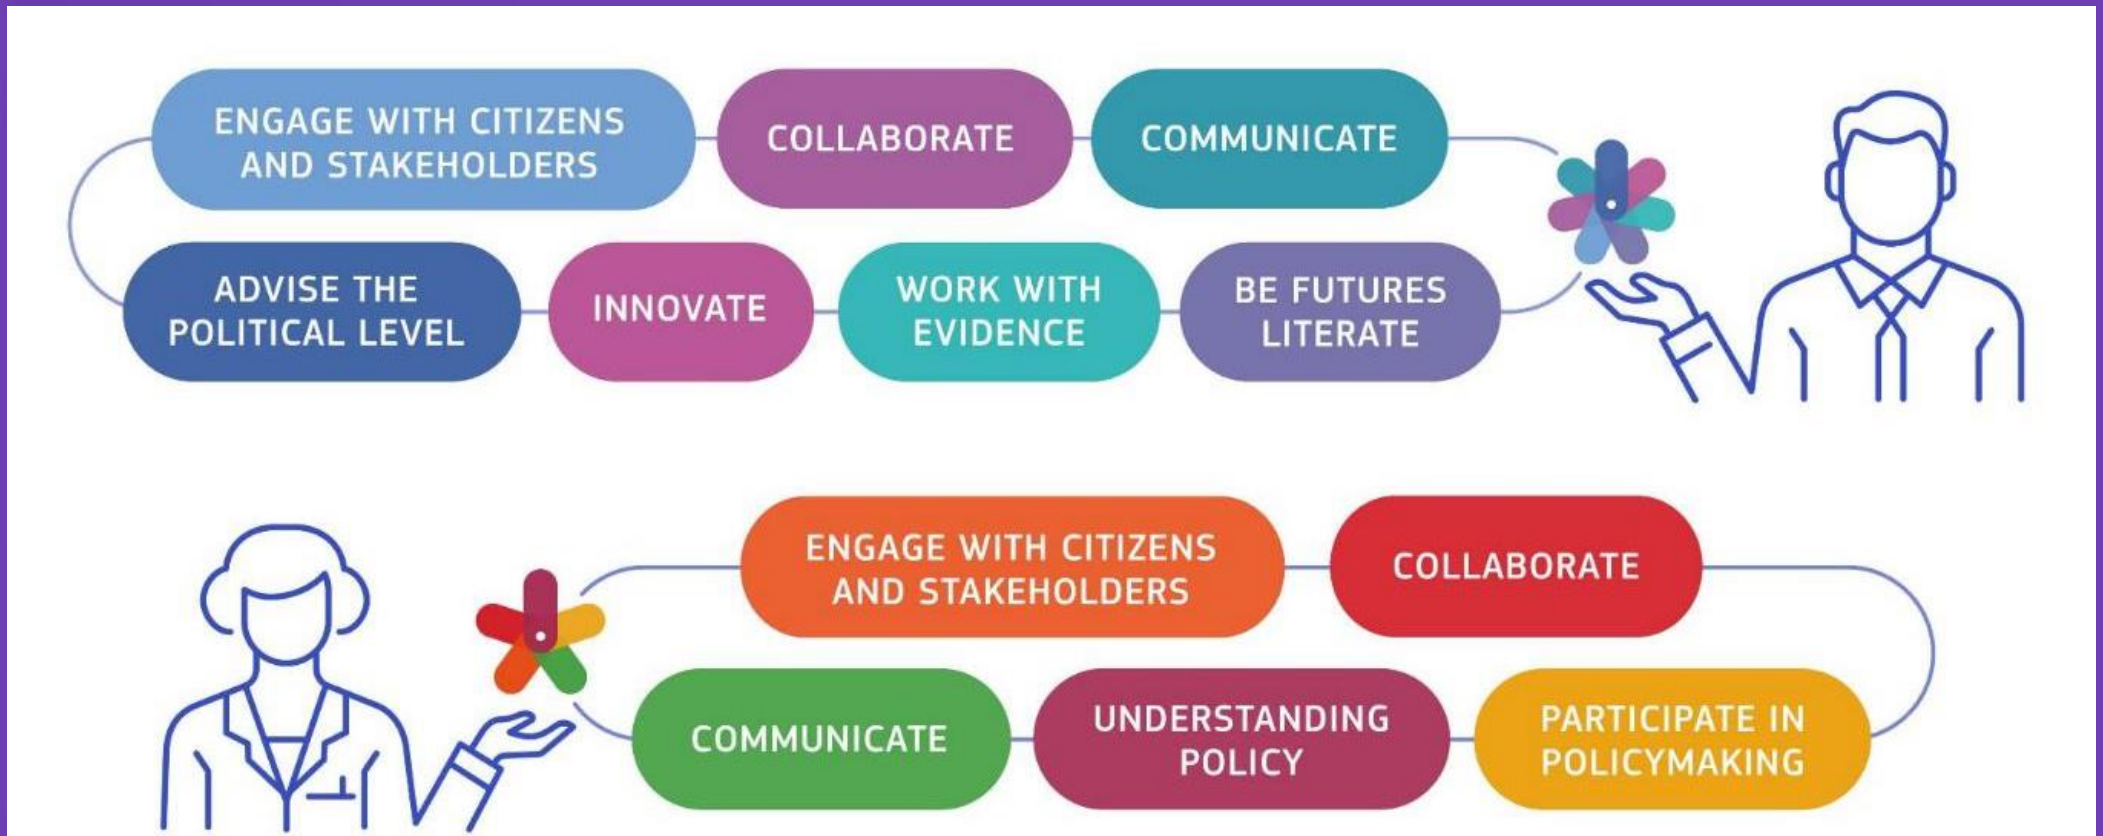 ENGAGE WITH CITIZENS
AND STAKEHOLDERS
COLLABORATE
COMMUNICATE
ADVISE THE
POLITICAL LEVEL
INNOVATE
WORK WITH
EVIDENCE
BE FUTURES
LITERATE
ENGAGE WITH CITIZENS
AND STAKEHOLDERS
COLLABORATE
COMMUNICATE
UNDERSTANDING
POLICY
PARTICIPATE IN
POLICYMAKING